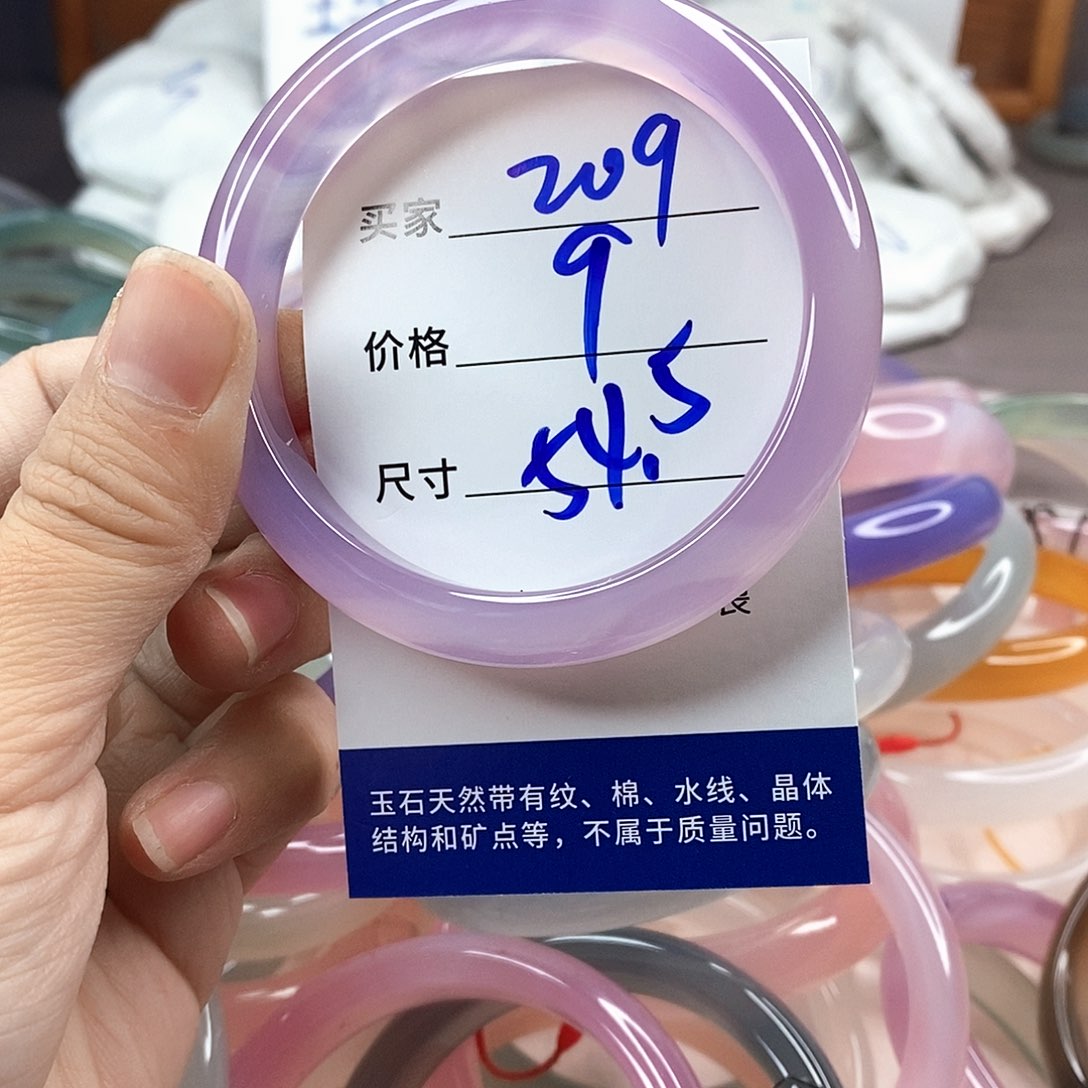 买家 209
价格 9
尺寸 54.5
玉石天然带有纹、棉、水线、晶体
结构和矿点等，不属于质量问题。